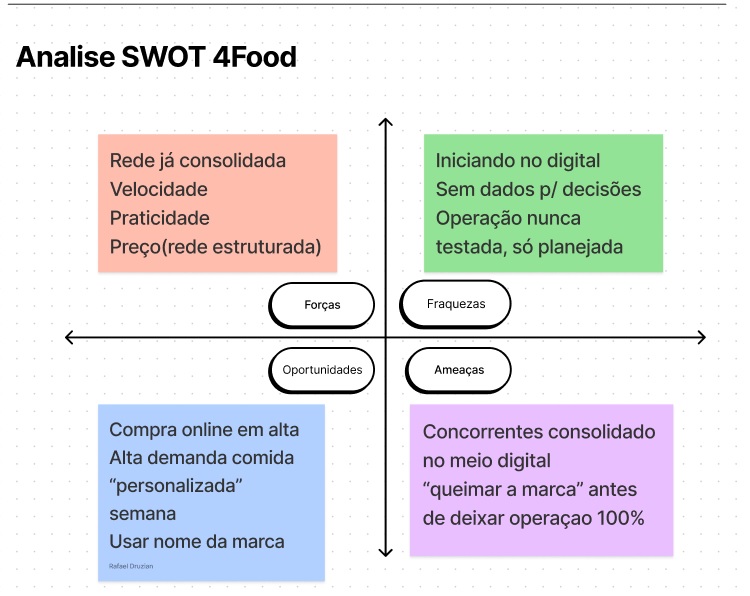 Analise SWOT 4Food
Rede já consolidada
Velocidade
Praticidade
Preço(rede estruturada)
Iniciando no digital
Sem dados p/ decisões
Operação nunca
testada, só planejada
Forças
Fraquezas
Oportunidades
Ameaças
Compra online em alta
Alta demanda comida
“personalizada”
semana
Usar nome da marca
Rafael Druzian
Concorrentes consolidado
no meio digital
“queimar a marca” antes
de deixar operaçao 100%